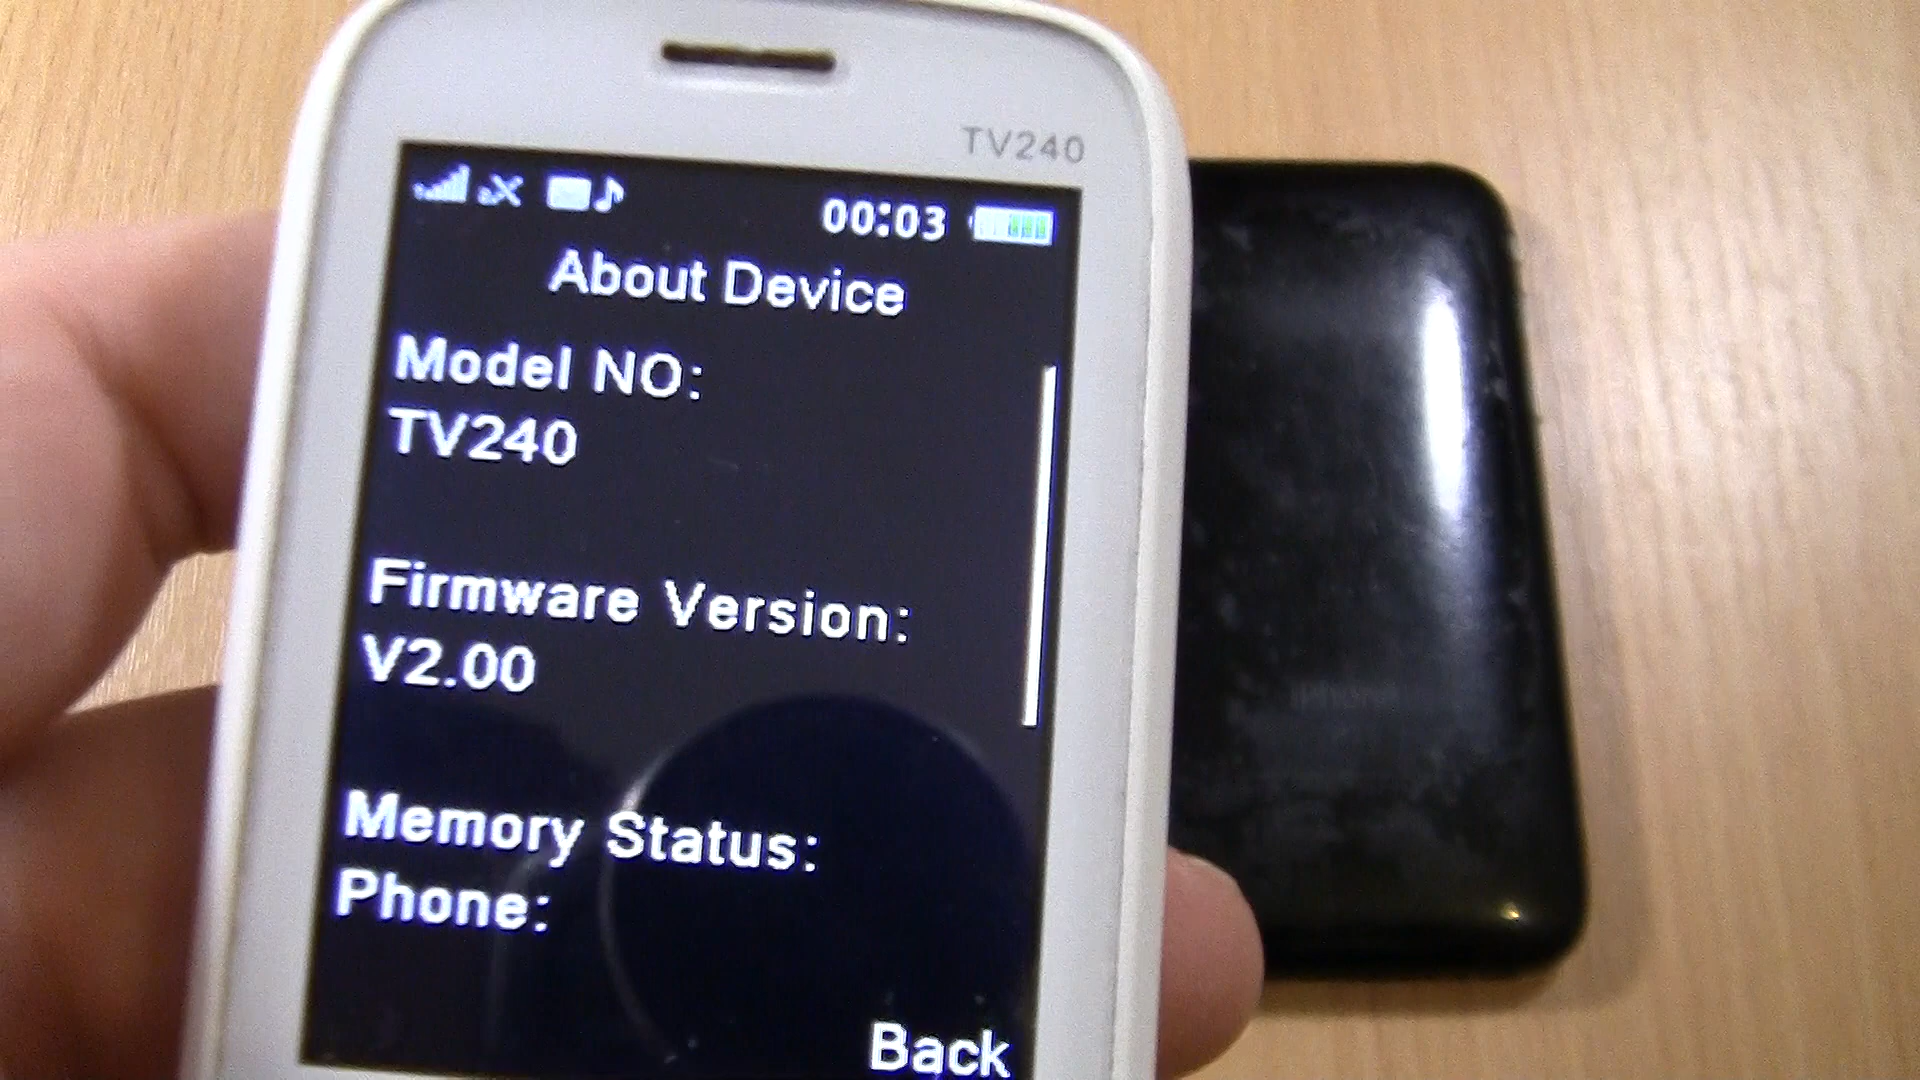 TV240
00:03
About Device
Model NO:
TV240
Firmware Version:
V2.00
Memory Status:
Phone:
Back